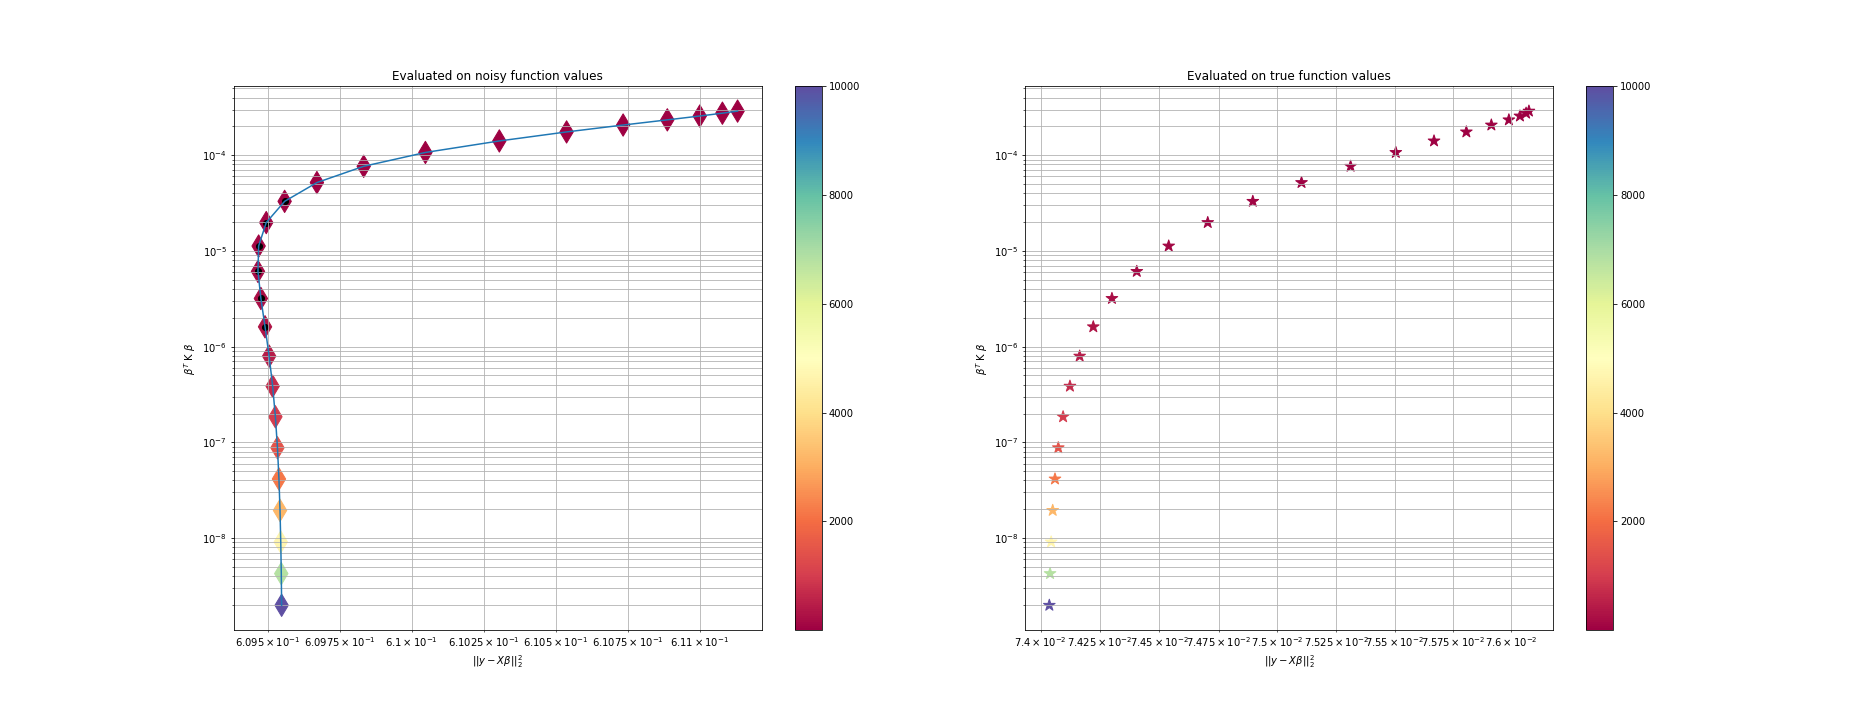 Evaluated on noisy function values
10⁻⁴
10⁻⁵
10⁻⁶
10⁻⁷
10⁻⁸
βᵀ K β
6.095 × 10⁻¹ 6.0975 × 10⁻¹ 6.1 × 10⁻¹ 6.1025 × 10⁻¹ 6.105 × 10⁻¹ 6.1075 × 10⁻¹ 6.11 × 10⁻¹
||y − Xβ||₂²
10000
8000
6000
4000
2000
Evaluated on true function values
10⁻⁴
10⁻⁵
10⁻⁶
10⁻⁷
10⁻⁸
βᵀ K β
7.4 × 10⁻² 7.425 × 10⁻² 7.45 × 10⁻² 7.475 × 10⁻² 7.5 × 10⁻² 7.525 × 10⁻² 7.55 × 10⁻² 7.575 × 10⁻² 7.6 × 10⁻²
||y − Xβ||₂²
10000
8000
6000
4000
2000